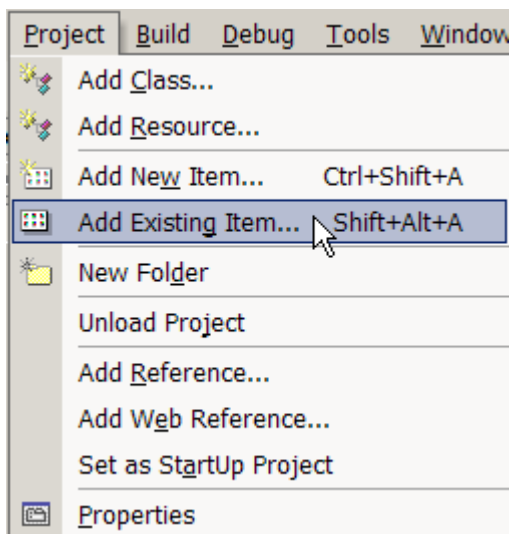 Project Build Debug Tools Window
Add Class...
Add Resource...
Add New Item... Ctrl+Shift+A
Add Existing Item... Shift+Alt+A
New Folder
Unload Project
Add Reference...
Add Web Reference...
Set as StartUp Project
Properties